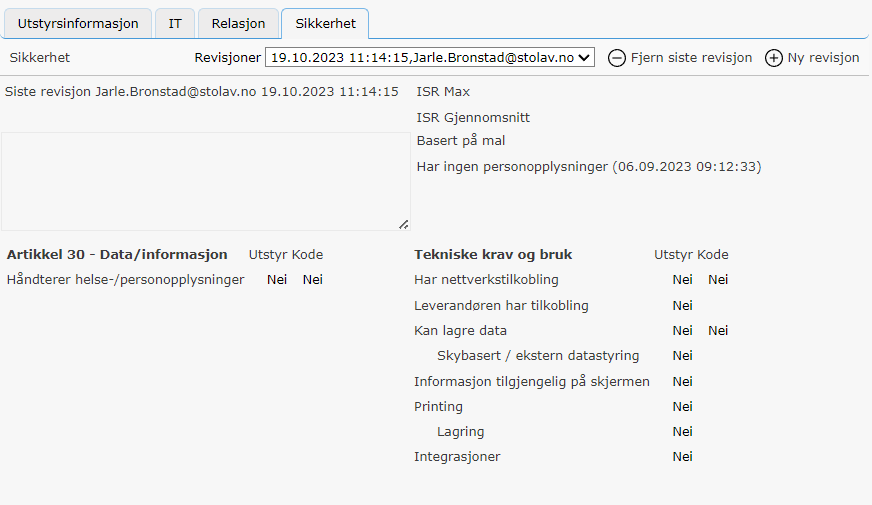 Utstyrsinformasjon IT Relasjon Sikkerhet
Sikkerhet Revisjoner 19.10.2023 11:14:15,Jarle.Bronstad@stolav.no Fjern siste revisjon Ny revisjon
Siste revisjon Jarle.Bronstad@stolav.no 19.10.2023 11:14:15
ISR Max
ISR Gjennomsnitt
Basert på mal
Har ingen personopplysninger (06.09.2023 09:12:33)
Artikkel 30 - Data/informasjon Utstyr Kode
Håndterer helse-/personopplysninger Nei Nei
Tekniske krav og bruk Utstyr Kode
Har nettverkstilkobling Nei Nei
Leverandøren har tilkobling Nei
Kan lagre data Nei Nei
Skybasert / ekstern datastyring Nei
Informasjon tilgjengelig på skjermen Nei
Printing Nei
Lagring Nei
Integrasjoner Nei